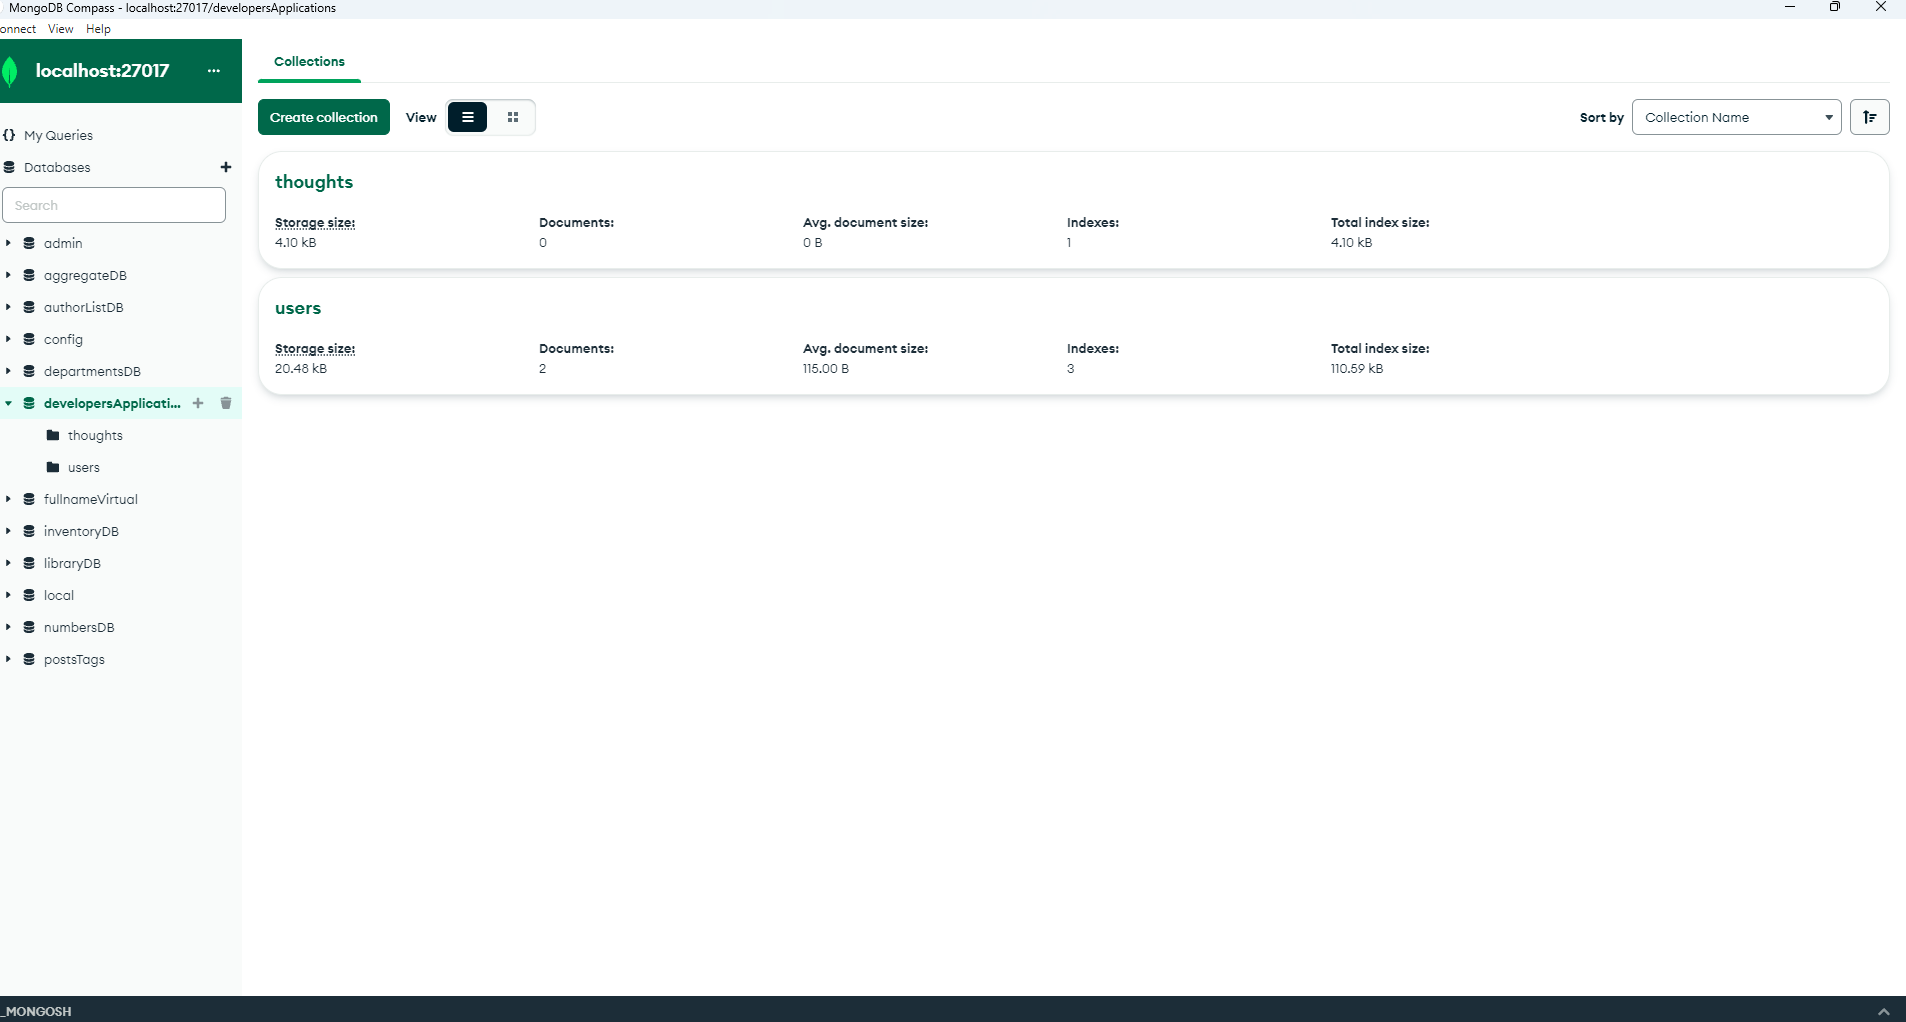 MongoDB Compass - localhost:27017/developersApplications
onnect View Help
localhost:27017 ...
Collections
Create collection View
Sort by Collection Name
{} My Queries
Databases
Search
admin
aggregateDB
authorListDB
config
departmentsDB
developersApplicati...
thoughts
users
fullnameVirtual
inventoryDB
libraryDB
local
numbersDB
postsTags
thoughts
Storage size: Documents: Avg. document size: Indexes: Total index size:
4.10 kB 0 0 B 1 4.10 kB
users
Storage size: Documents: Avg. document size: Indexes: Total index size:
20.48 kB 2 115.00 B 3 110.59 kB
_MONGOSH